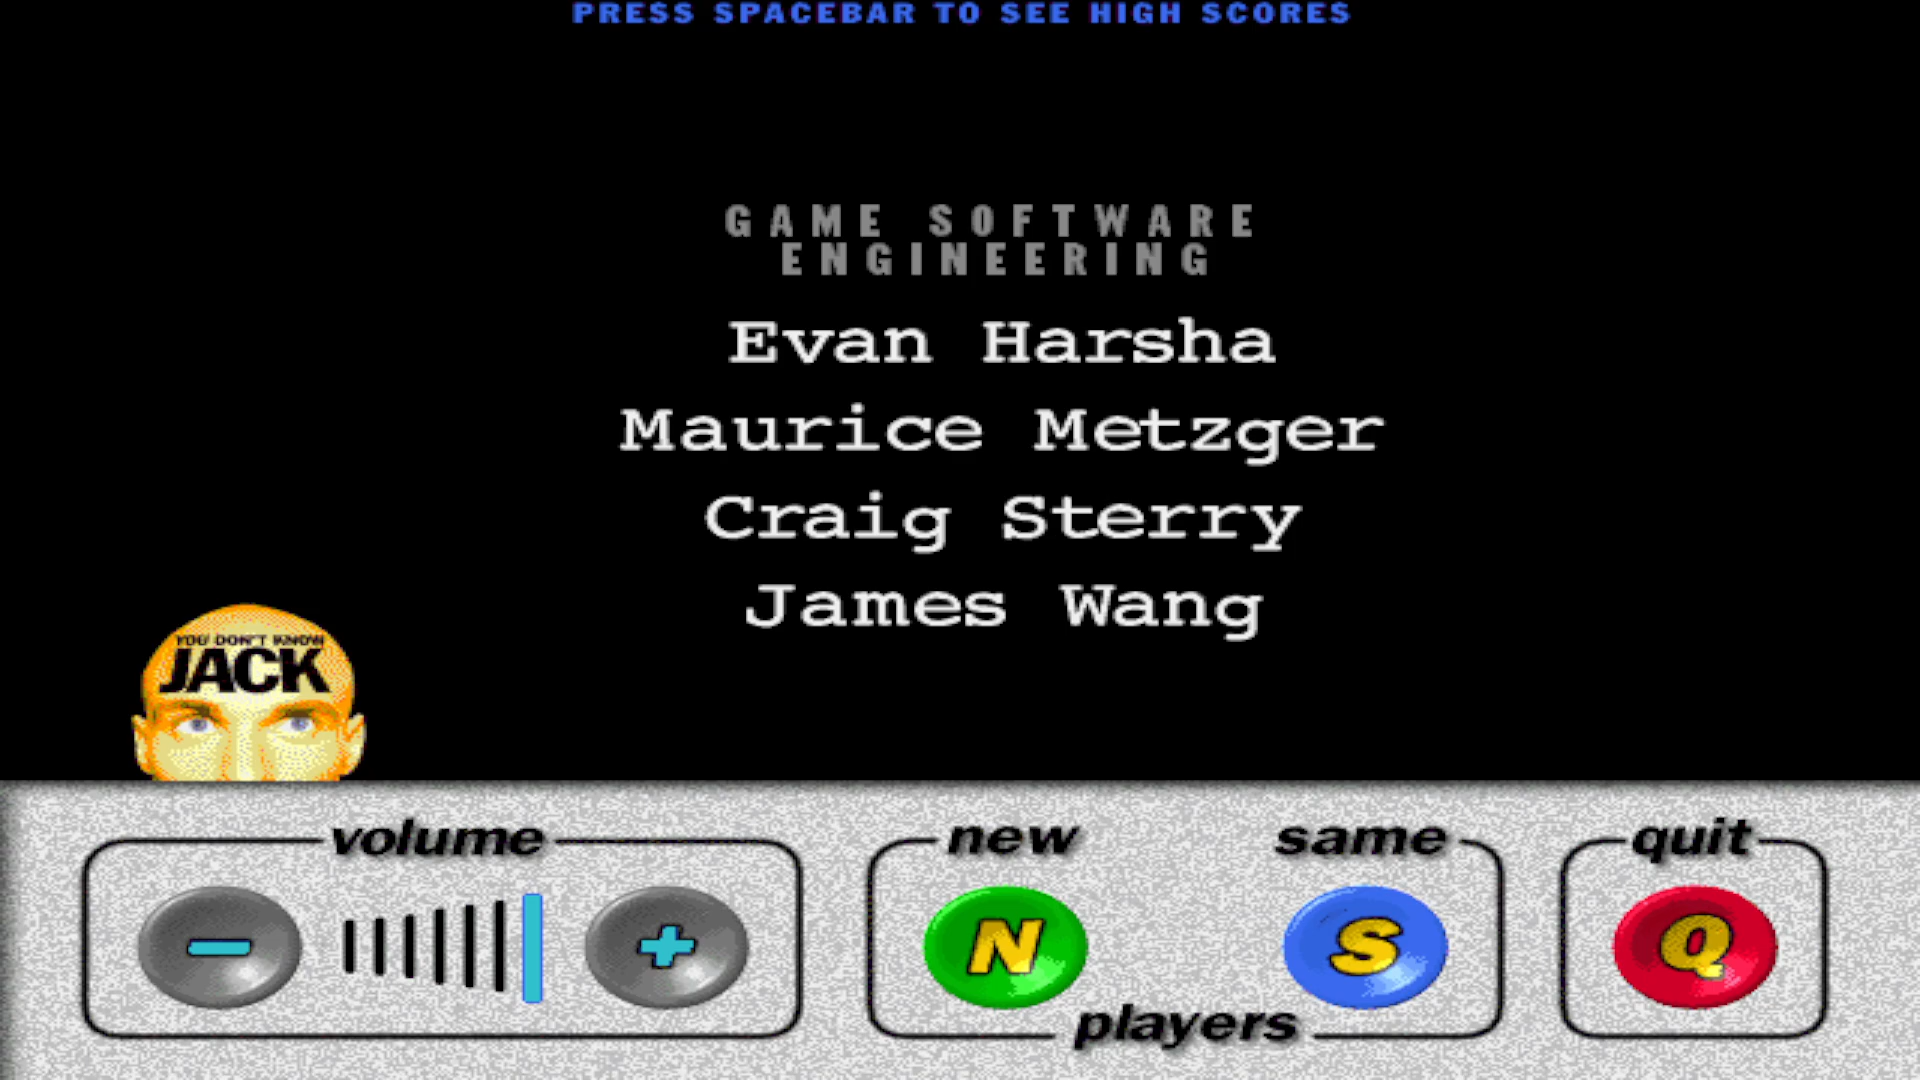 PRESS SPACEBAR TO SEE HIGH SCORES
GAME SOFTWARE
ENGINEERING
Evan Harsha
Maurice Metzger
Craig Sterry
James Wang
YOU DON'T KNOW
JACK
volume
new
same
quit
N
S
Q
players